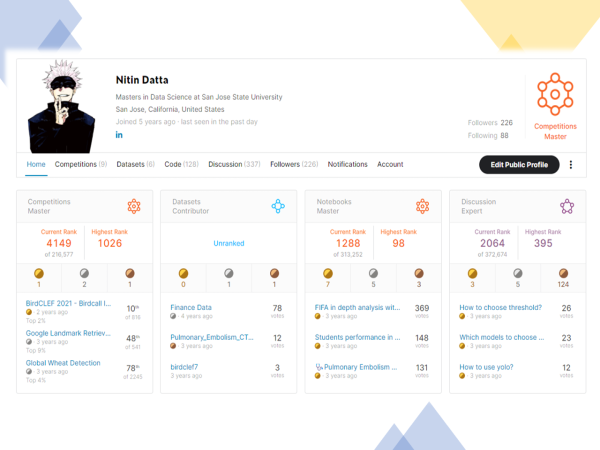 Nitin Datta
Masters in Data Science at San Jose State University
San Jose, California, United States
Joined 5 years ago · last seen in the past day
in
Followers 226
Following 88
Competitions
Master
Home Competitions (9) Datasets (6) Code (128) Discussion (337) Followers (226) Notifications Account Edit Public Profile
Competitions
Master
Current Rank Highest Rank
4149 1026
of 218,577
1 2 1
BirdCLEF 2021 - Birdcall I... 10th
2 years ago of 816
Top 2%
Google Landmark Retriev... 48th
3 years ago of 541
Top 9%
Global Wheat Detection 78th
3 years ago of 2245
Top 4%
Datasets
Contributor
Unranked
0 1 1
Finance Data 78
4 years ago votes
Pulmonary_Embolism_CT... 12
3 years ago votes
birdclef7 3
3 years ago votes
Notebooks
Master
Current Rank Highest Rank
1288 98
of 313,252
7 5 3
FIFA in depth analysis wit... 369
3 years ago votes
Students performance in ... 148
3 years ago votes
Pulmonary Embolism ... 131
3 years ago votes
Discussion
Expert
Current Rank Highest Rank
2064 395
of 372,674
3 5 124
How to choose threshold? 26
3 years ago votes
Which models to choose ... 23
3 years ago votes
How to use yolo? 12
3 years ago votes